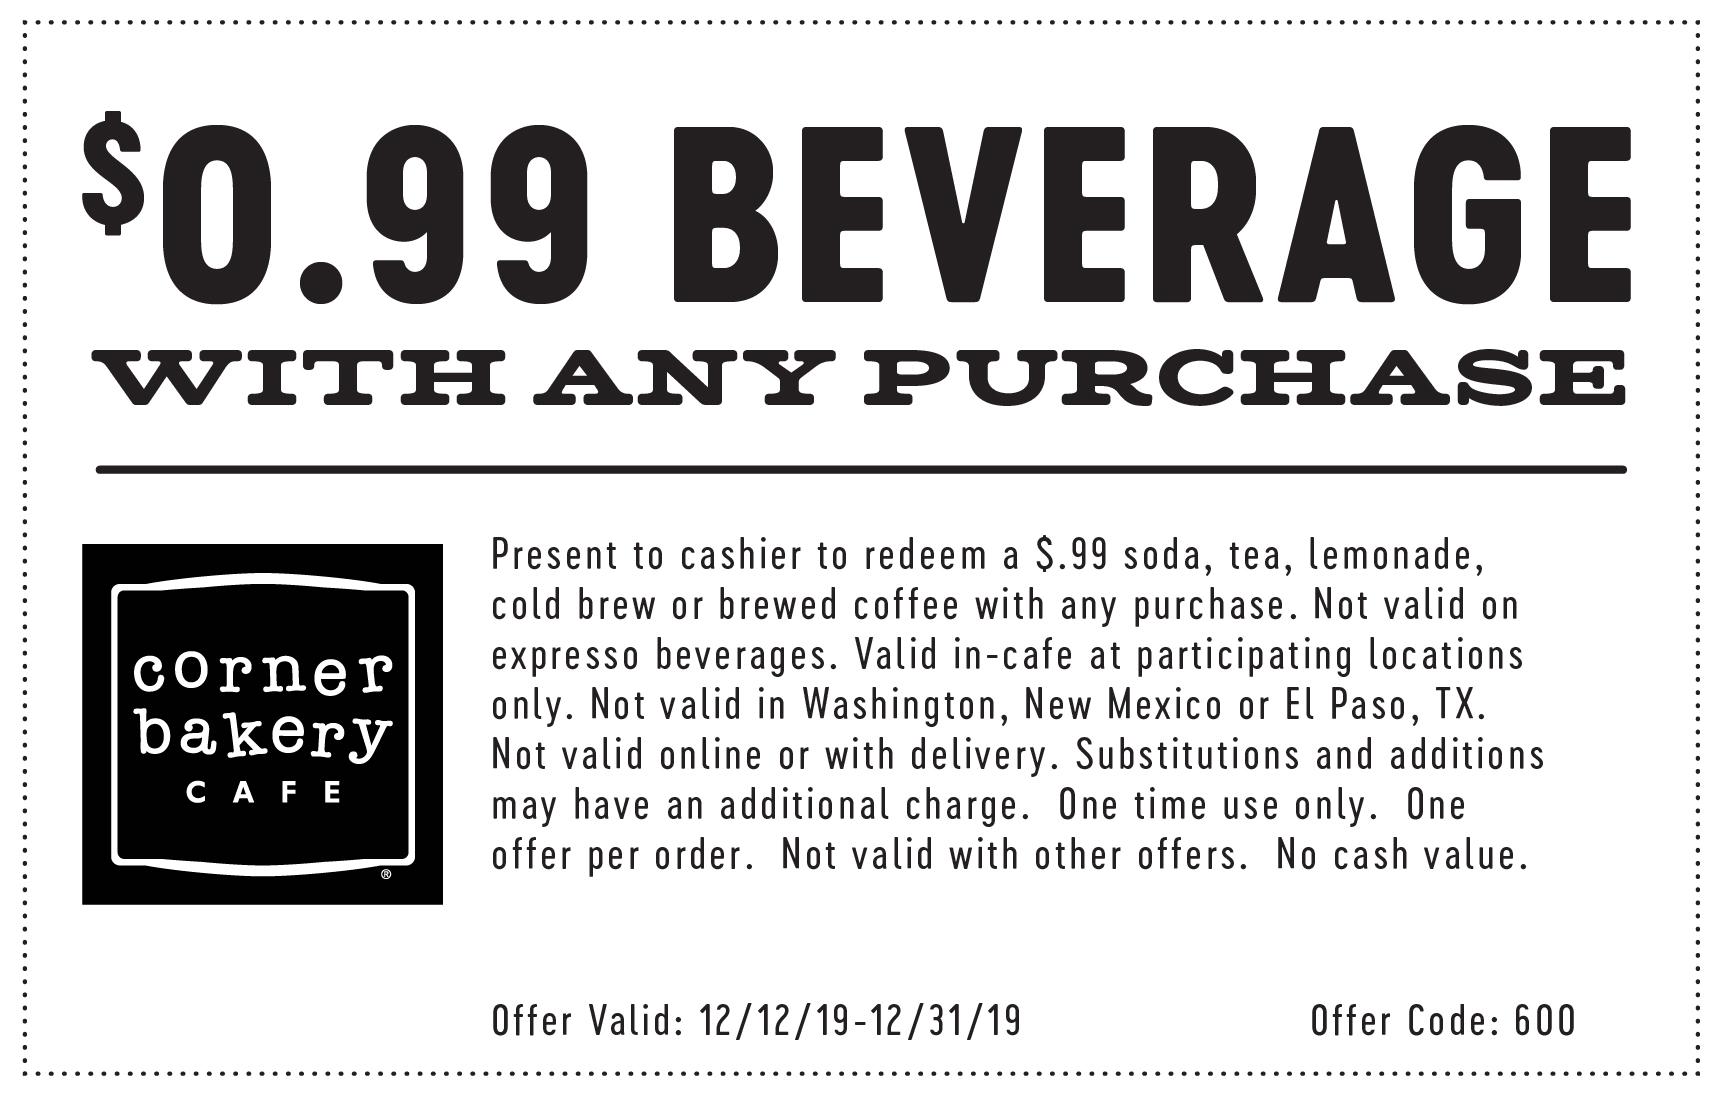 $0.99 BEVERAGE
WITH ANY PURCHASE
corner
bakery
CAFE
®
Present to cashier to redeem a $.99 soda, tea, lemonade,
cold brew or brewed coffee with any purchase. Not valid on
expresso beverages. Valid in-cafe at participating locations
only. Not valid in Washington, New Mexico or El Paso, TX.
Not valid online or with delivery. Substitutions and additions
may have an additional charge.  One time use only.  One
offer per order.  Not valid with other offers.  No cash value.
Offer Valid: 12/12/19-12/31/19
Offer Code: 600